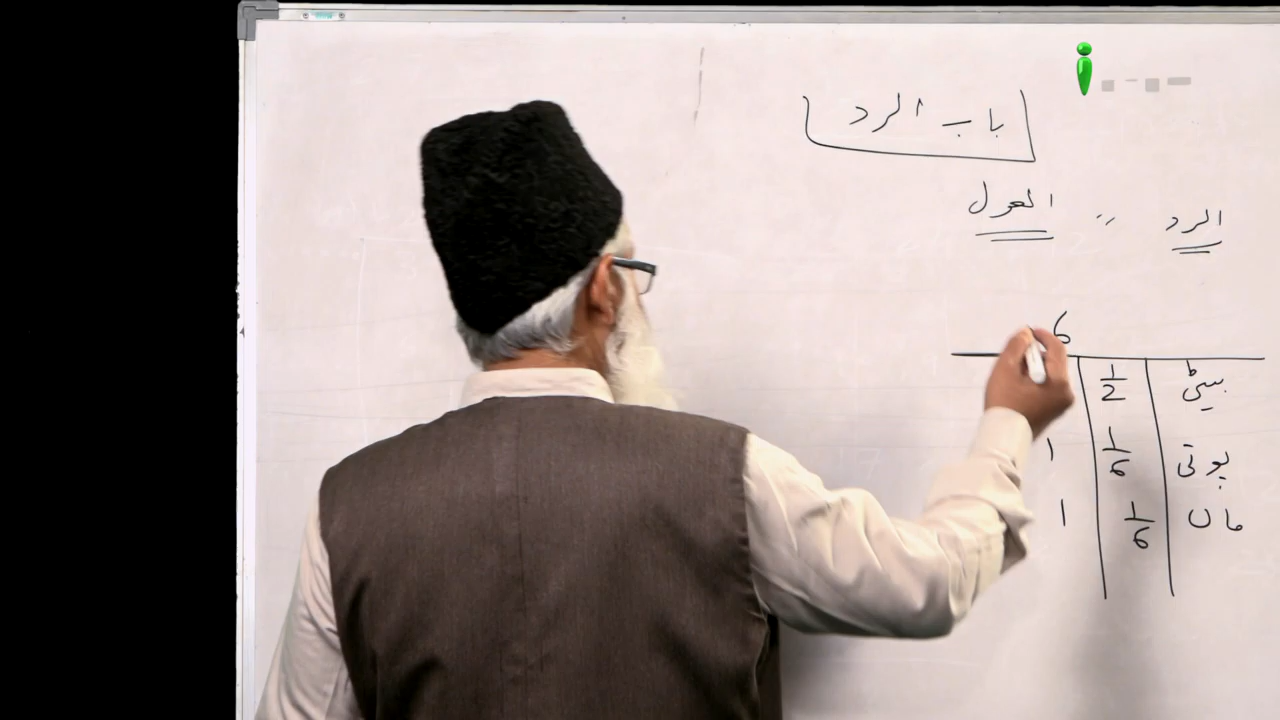 باب الرد
الرد " العول
6
بیٹی 1/2
پوتی 1/6 1
ماں 1/6 1